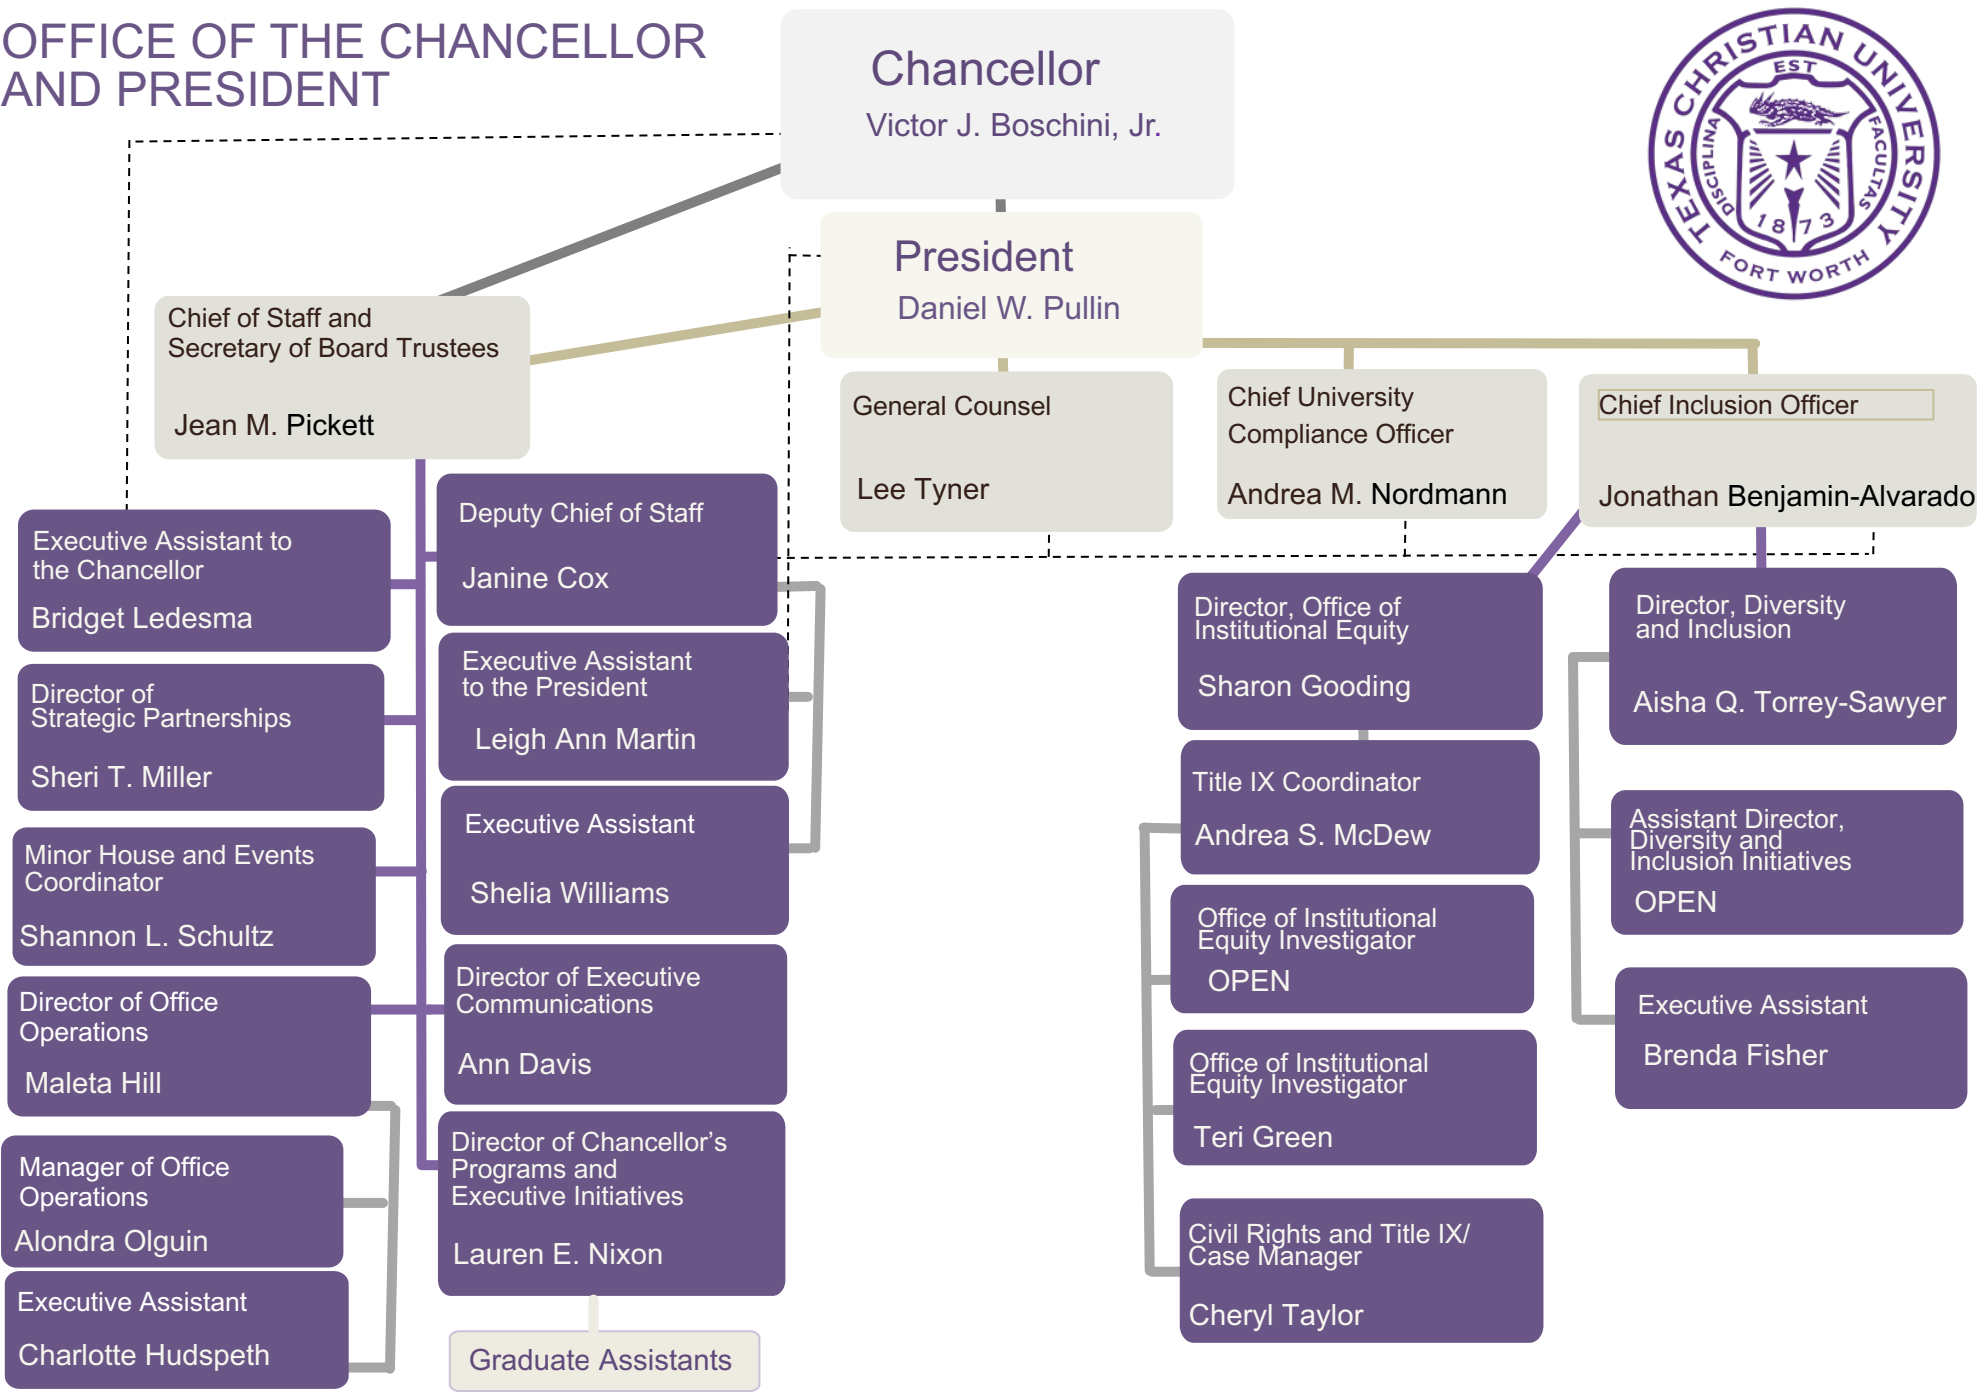 OFFICE OF THE CHANCELLOR
AND PRESIDENT
Chancellor
Victor J. Boschini, Jr.
TEXAS CHRISTIAN UNIVERSITY
EST
DISCIPLINA
FACULTAS
1873
FORT WORTH
President
Daniel W. Pullin
Chief of Staff and
Secretary of Board Trustees
Jean M. Pickett
General Counsel
Lee Tyner
Chief University
Compliance Officer
Andrea M. Nordmann
Chief Inclusion Officer
Jonathan Benjamin-Alvarado
Executive Assistant to
the Chancellor
Bridget Ledesma
Director of
Strategic Partnerships
Sheri T. Miller
Minor House and Events
Coordinator
Shannon L. Schultz
Director of Office
Operations
Maleta Hill
Manager of Office
Operations
Alondra Olguin
Executive Assistant
Charlotte Hudspeth
Deputy Chief of Staff
Janine Cox
Executive Assistant
to the President
Leigh Ann Martin
Executive Assistant
Shelia Williams
Director of Executive
Communications
Ann Davis
Director of Chancellor’s
Programs and
Executive Initiatives
Lauren E. Nixon
Graduate Assistants
Director, Office of
Institutional Equity
Sharon Gooding
Title IX Coordinator
Andrea S. McDew
Office of Institutional
Equity Investigator
OPEN
Office of Institutional
Equity Investigator
Teri Green
Civil Rights and Title IX/
Case Manager
Cheryl Taylor
Director, Diversity
and Inclusion
Aisha Q. Torrey-Sawyer
Assistant Director,
Diversity and
Inclusion Initiatives
OPEN
Executive Assistant
Brenda Fisher